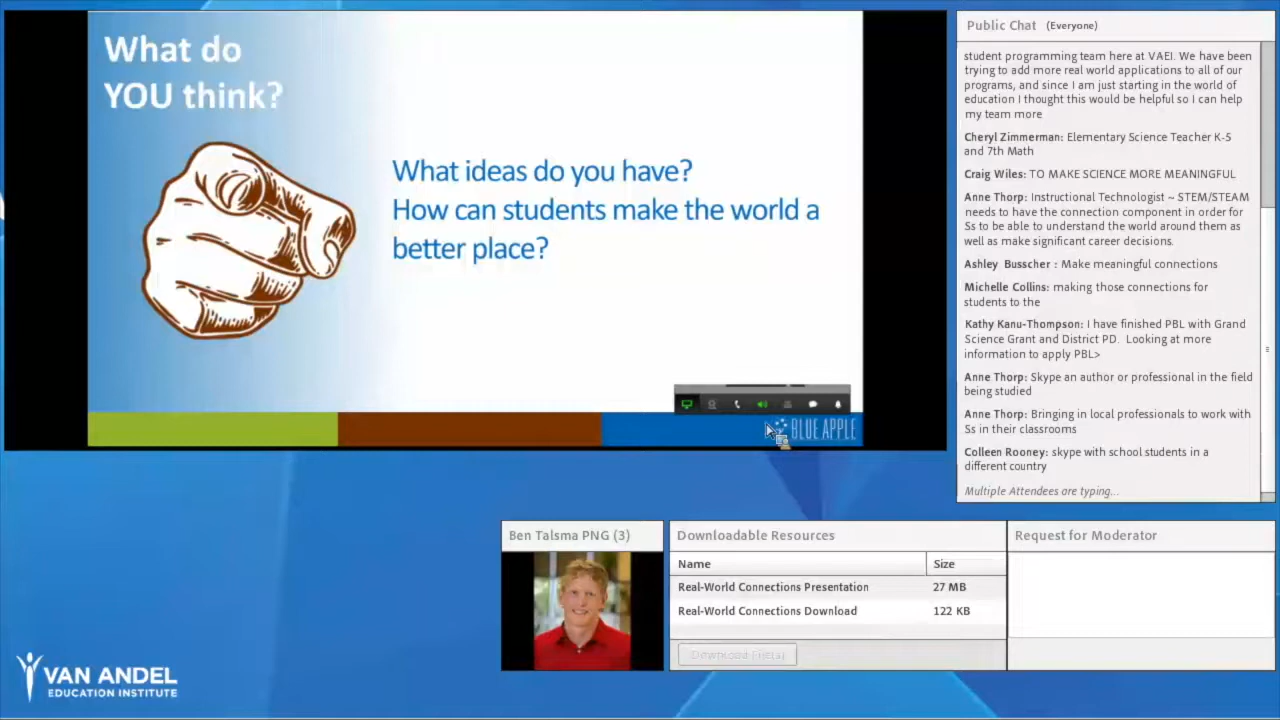 What do
YOU think?
What ideas do you have?
How can students make the world a
better place?
BLUE APPLE
Public Chat (Everyone)
student programming team here at VAEI. We have been
trying to add more real world applications to all of our
programs, and since I am just starting in the world of
education I thought this would be helpful so I can help
my team more
Cheryl Zimmerman: Elementary Science Teacher K-5
and 7th Math
Craig Wiles: TO MAKE SCIENCE MORE MEANINGFUL
Anne Thorp: Instructional Technologist ~ STEM/STEAM
needs to have the connection component in order for
Ss to be able to understand the world around them as
well as make significant career decisions.
Ashley Busscher : Make meaningful connections
Michelle Collins: making those connections for
students to the
Kathy Kanu-Thompson: I have finished PBL with Grand
Science Grant and District PD. Looking at more
information to apply PBL>
Anne Thorp: Skype an author or professional in the field
being studied
Anne Thorp: Bringing in local professionals to work with
Ss in their classrooms
Colleen Rooney: skype with school students in a
different country
Multiple Attendees are typing...
Ben Talsma PNG (3)
Downloadable Resources
Name Size
Real-World Connections Presentation 27 MB
Real-World Connections Download 122 KB
Download File(s)
Request for Moderator
VAN ANDEL
EDUCATION INSTITUTE